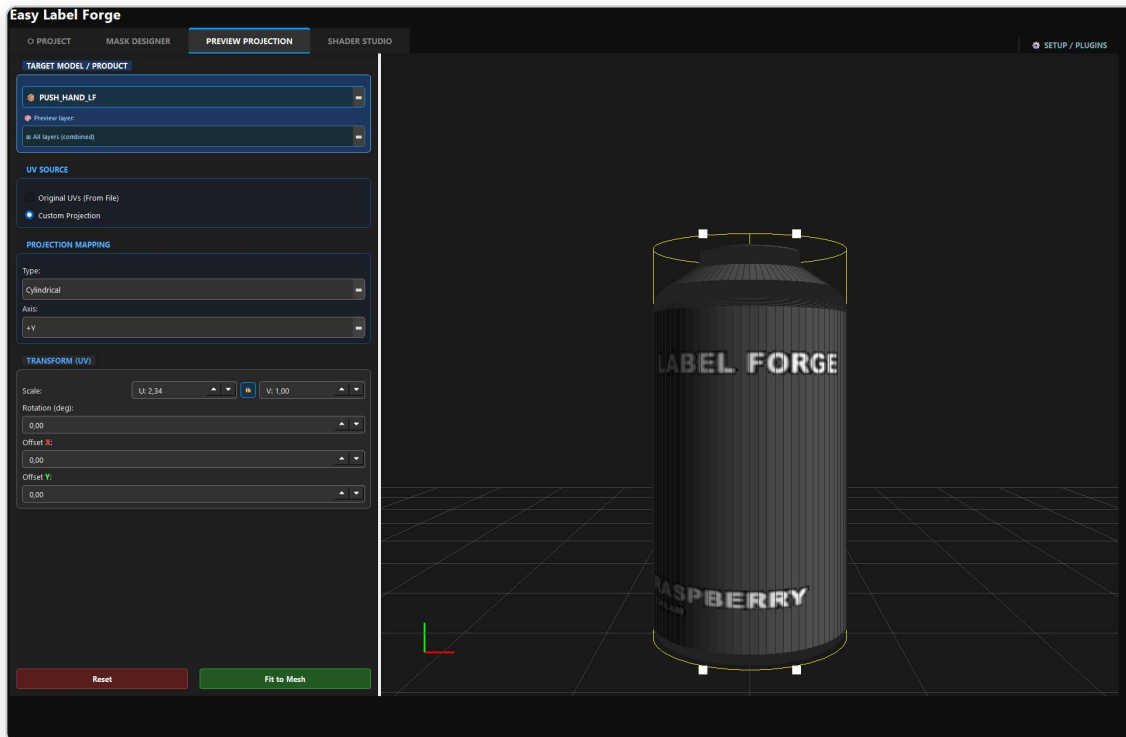 Easy Label Forge
PROJECT
MASK DESIGNER
PREVIEW PROJECTION
SHADER STUDIO
SETUP / PLUGINS
TARGET MODEL / PRODUCT
PUSH_HAND_LF
Preview layer:
All layers (combined)
UV SOURCE
Original UVs (From File)
Custom Projection
PROJECTION MAPPING
Type:
Cylindrical
Axis:
+Y
TRANSFORM (UV)
Scale:
U: 2,34
V: 1,00
Rotation (deg):
0,00
Offset X:
0,00
Offset Y:
0,00
Reset
Fit to Mesh
LABEL FORGE
RASPBERRY